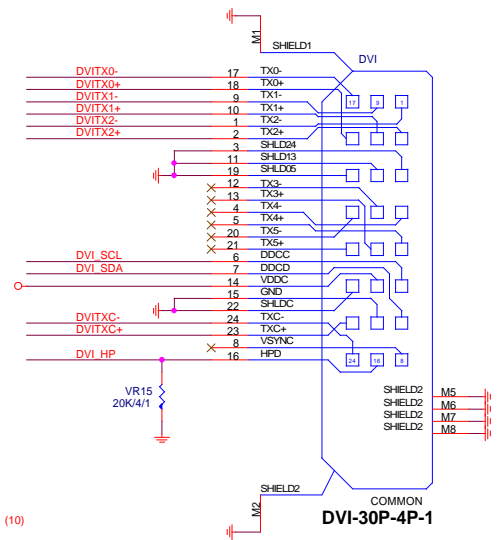 M1
SHIELD1
DVI
DVITX0- 17 TX0-
DVITX0+ 18 TX0+
DVITX1- 9 TX1-
DVITX1+ 10 TX1+
DVITX2- 1 TX2-
DVITX2+ 2 TX2+
3 SHLD24
11 SHLD13
19 SHLD05
12 TX3-
13 TX3+
4 TX4-
5 TX4+
20 TX5-
21 TX5+
DVI_SCL 6 DDCC
DVI_SDA 7 DDCD
14 VDDC
15 GND
22 SHLDC
DVITXC- 24 TXC-
DVITXC+ 23 TXC+
8 VSYNC
DVI_HP 16 HPD
17 9 1
24 16 8
VR15
20K/4/1
SHIELD2 M5
SHIELD2 M6
SHIELD2 M7
SHIELD2 M8
SHIELD2
M2
COMMON
DVI-30P-4P-1
(10)